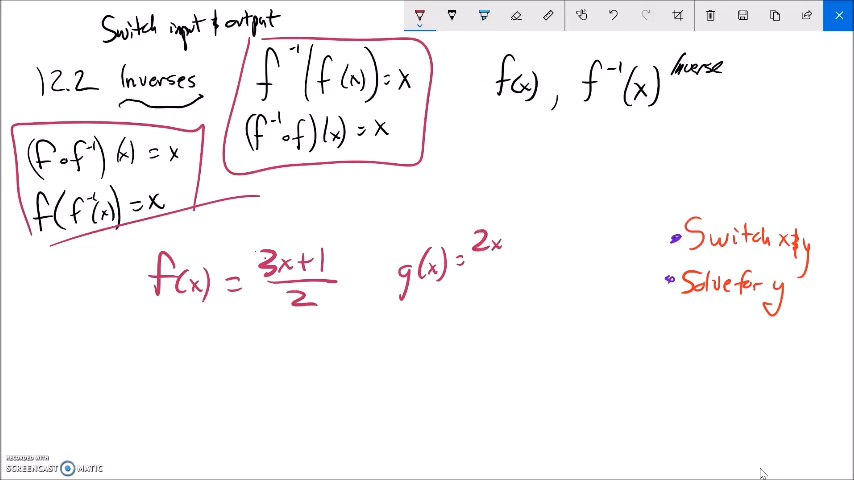 Switch input & output
12.2 Inverses
f⁻¹(f(x)) = x
(f⁻¹∘f)(x) = x
f(x), f⁻¹(x) Inverse
(f∘f⁻¹)(x) = x
f(f⁻¹(x)) = x
f(x) = 3x+1/2
g(x) = 2x
• Switch x & y
• Solve for y
RECORDED WITH
SCREENCAST MATIC